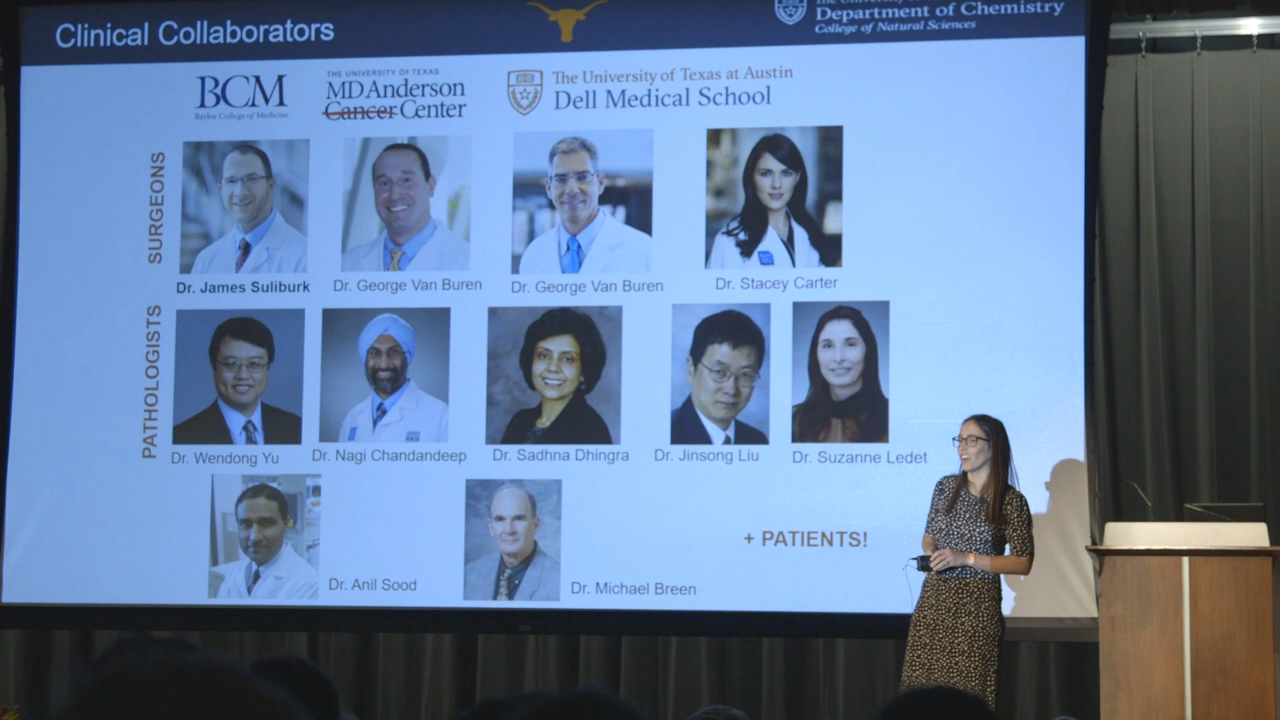 Clinical Collaborators
Department of Chemistry
College of Natural Sciences
BCM
Baylor College of Medicine
THE UNIVERSITY OF TEXAS
MD Anderson
Cancer Center
The University of Texas at Austin
Dell Medical School
SURGEONS
Dr. James Suliburk
Dr. George Van Buren
Dr. George Van Buren
Dr. Stacey Carter
PATHOLOGISTS
Dr. Wendong Yu
Dr. Nagi Chandandeep
Dr. Sadhna Dhingra
Dr. Jinsong Liu
Dr. Suzanne Ledet
Dr. Anil Sood
Dr. Michael Breen
+ PATIENTS!